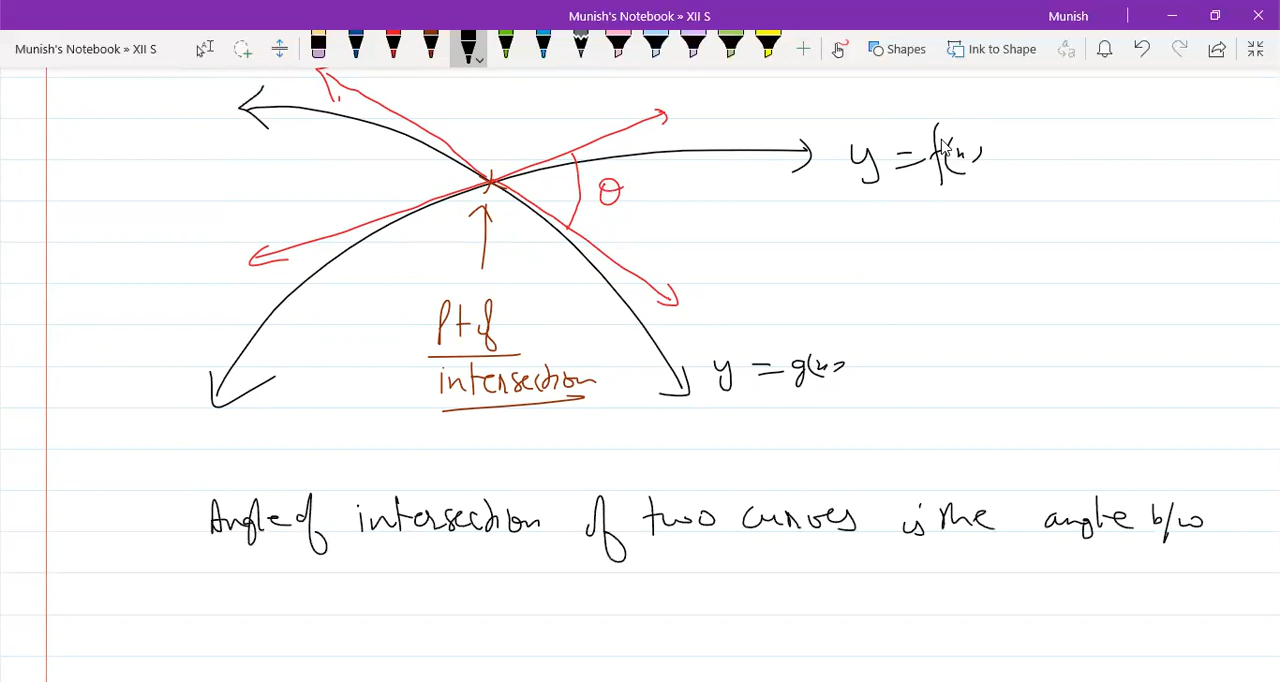 Munish's Notebook » XII S
Munish
Munish's Notebook » XII S
Shapes
Ink to Shape
y = f(x)
θ
Pt of
intersection
y = g(x)
Angle of intersection of two curves is the angle b/w